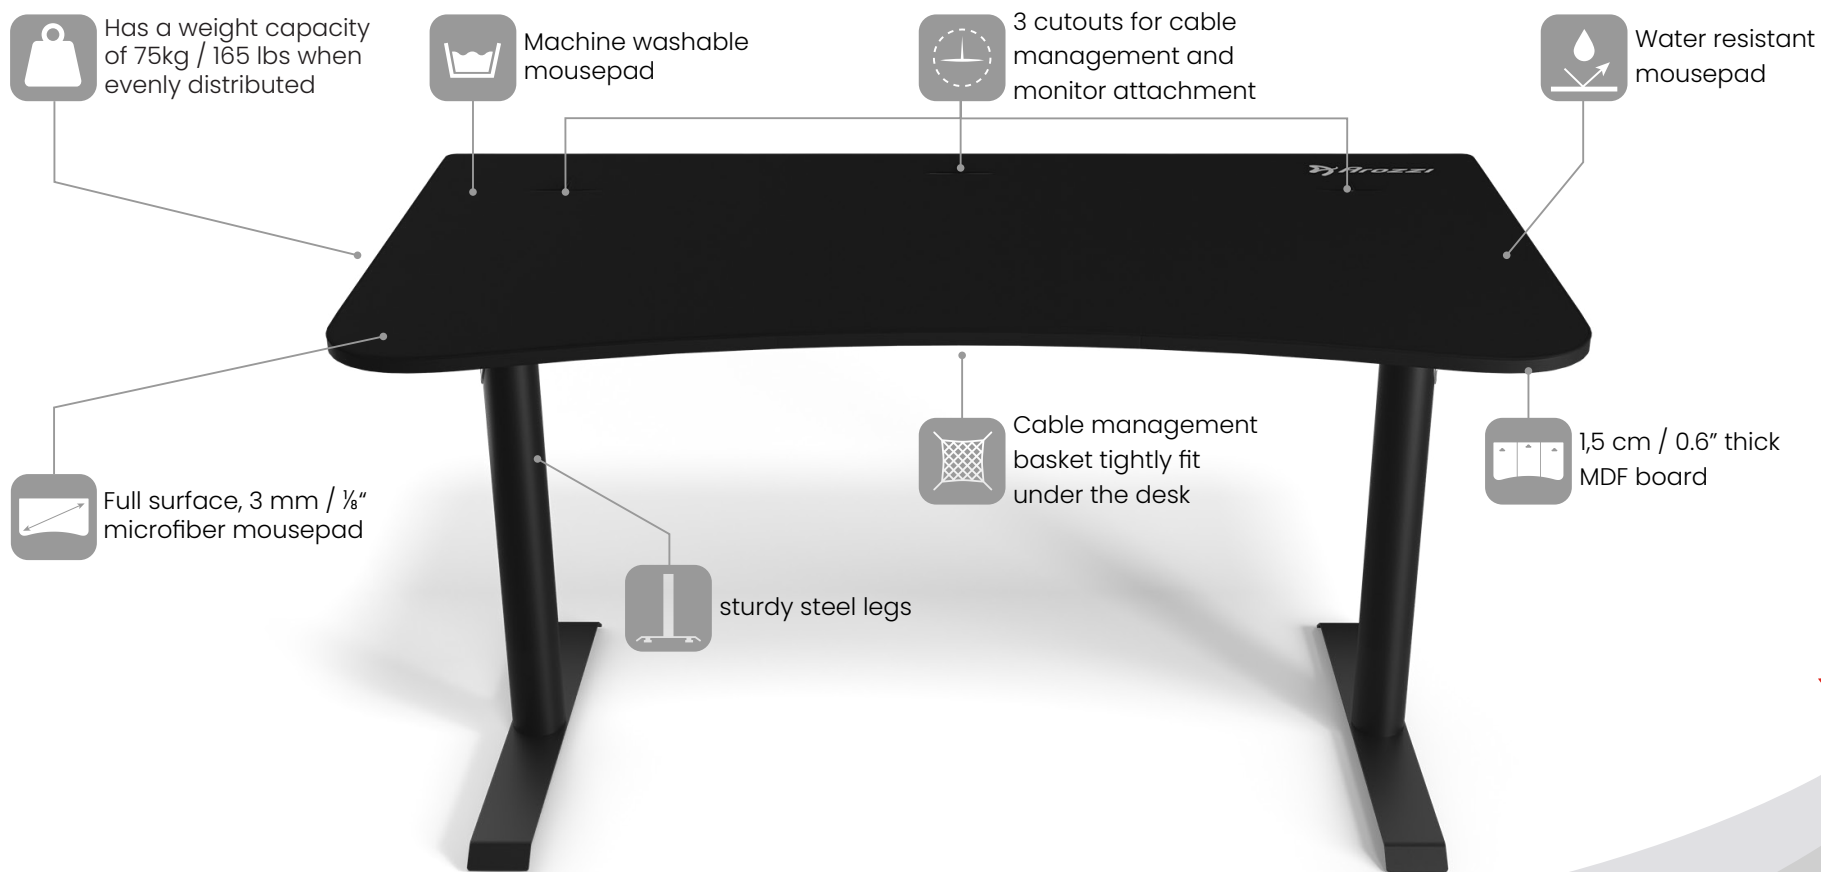 Has a weight capacity
of 75kg / 165 lbs when
evenly distributed
Machine washable
mousepad
3 cutouts for cable
management and
monitor attachment
Water resistant
mousepad
Arozzi
Full surface, 3 mm / ⅛“
microfiber mousepad
Cable management
basket tightly fit
under the desk
1,5 cm / 0.6” thick
MDF board
sturdy steel legs